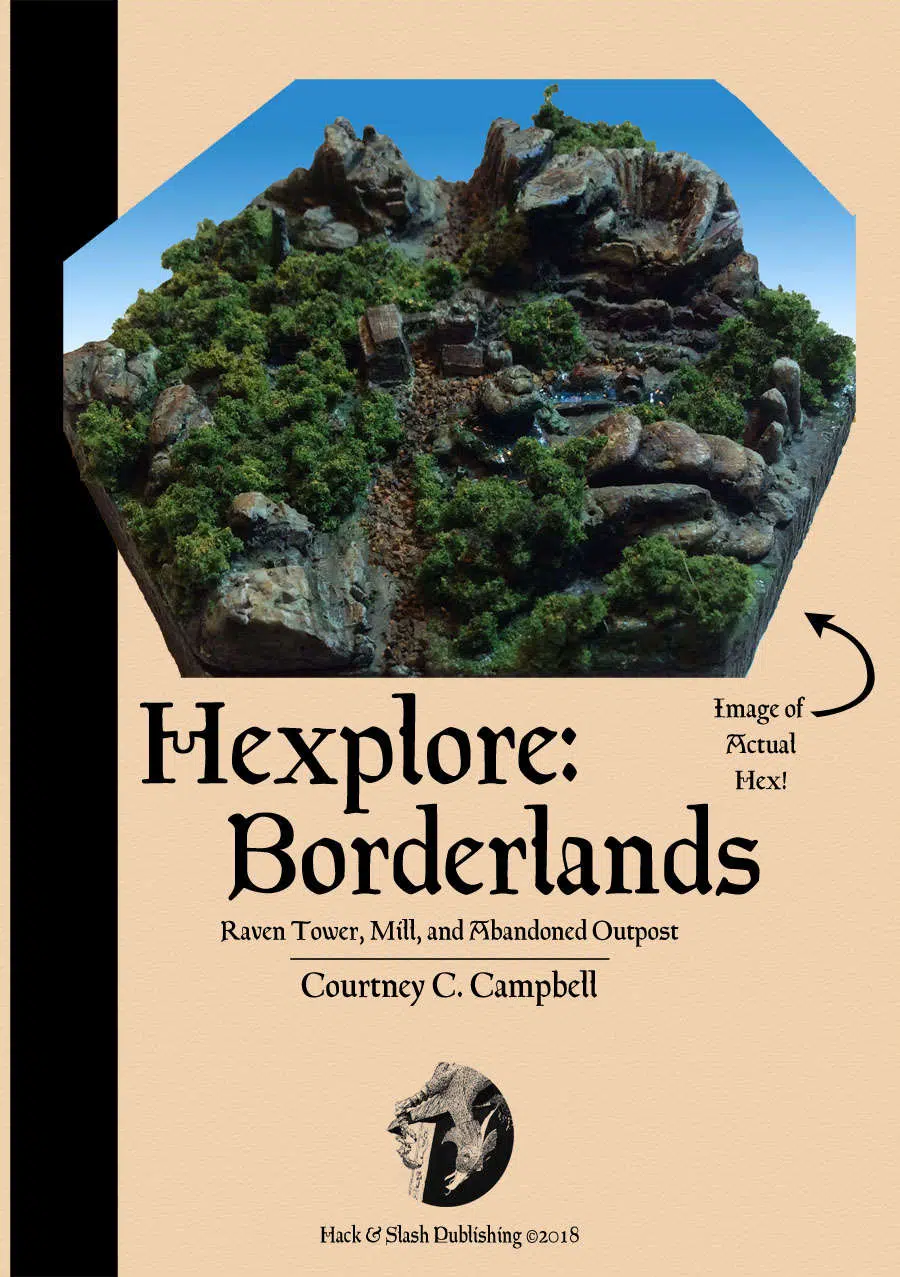 Image of
Actual
Hex!
Hexplore:
Borderlands
Raven Tower, Mill, and Abandoned Outpost
Courtney C. Campbell
Hack & Slash Publishing ©2018